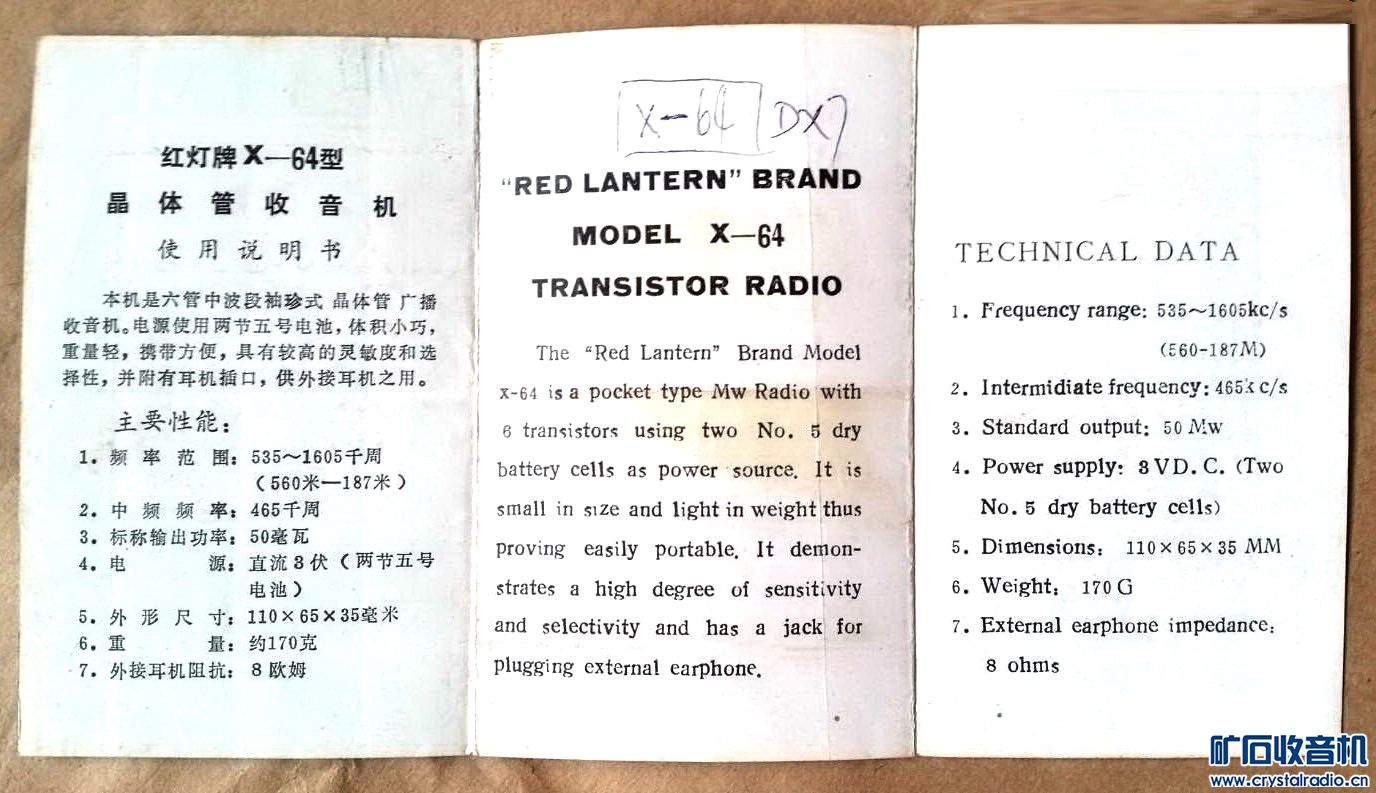 红灯牌X—64型
晶体管收音机
使用说明书
本机是六管中波段袖珍式 晶体管 广播
收音机。电源使用两节五号电池，体积小巧，
重量轻，携带方便，具有较高的灵敏度和选
择性，并附有耳机插口，供外接耳机之用。
主要性能：
1．频率范围：535～1605千周
（560米—187米）
2．中频频率：465千周
3．标称输出功率：50毫瓦
4．电源：直流3伏（两节五号
电池）
5．外形尺寸：110×65×35毫米
6．重量：约170克
7．外接耳机阻抗：8欧姆
X-64 DX7
“RED LANTERN” BRAND
MODEL X—64
TRANSISTOR RADIO
The “Red Lantern” Brand Model
x-64 is a pocket type Mw Radio with
6 transistors using two No. 5 dry
battery cells as power source. It is
small in size and light in weight thus
proving easily portable. It demon-
strates a high degree of sensitivity
and selectivity and has a jack for
plugging external earphone.
TECHNICAL DATA
1. Frequency range: 535～1605kc/s
(560-187M)
2. Intermidiate frequency: 465kc/s
3. Standard output: 50 Mw
4. Power supply: 3VD.C. (Two
No. 5 dry battery cells)
5. Dimensions: 110×65×35 MM
6. Weight: 170 G
7. External earphone impedance:
8 ohms
矿石收音机
www.crystalradio.cn